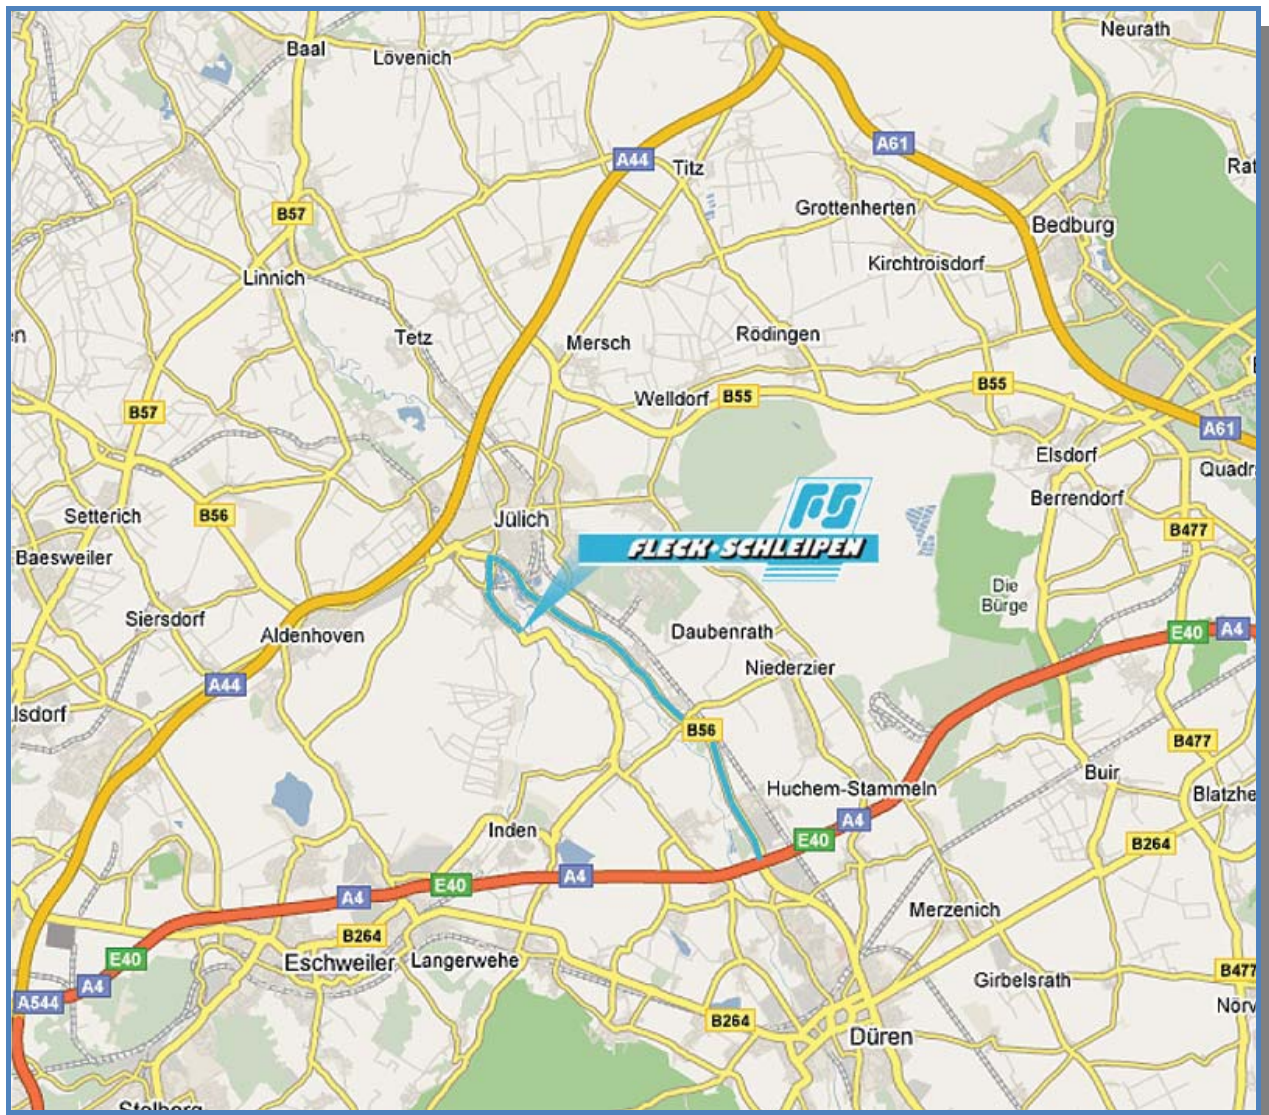 Neurath
Baal
Lövenich
A61
A44
Titz
Grottenherten
B57
Bedburg
Kirchtroisdorf
Linnich
Tetz
Mersch
Rödingen
B55
Welldorf
B55
B57
A61
Elsdorf
Quadr
Berrendorf
Setterich
B56
Jülich
B477
FLECK·SCHLEIPEN
Baesweiler
Die
Bürge
Siersdorf
Aldenhoven
Daubenrath
E40
A4
Niederzier
A44
lsdorf
B56
B477
Buir
Huchem-Stammeln
Blatzhe
Inden
A4
E40
B264
A4
E40
A4
Merzenich
B264
E40
Eschweiler
Langerwehe
B477
Girbelsrath
A4
A544
Nörv
B264
Düren
Stolberg